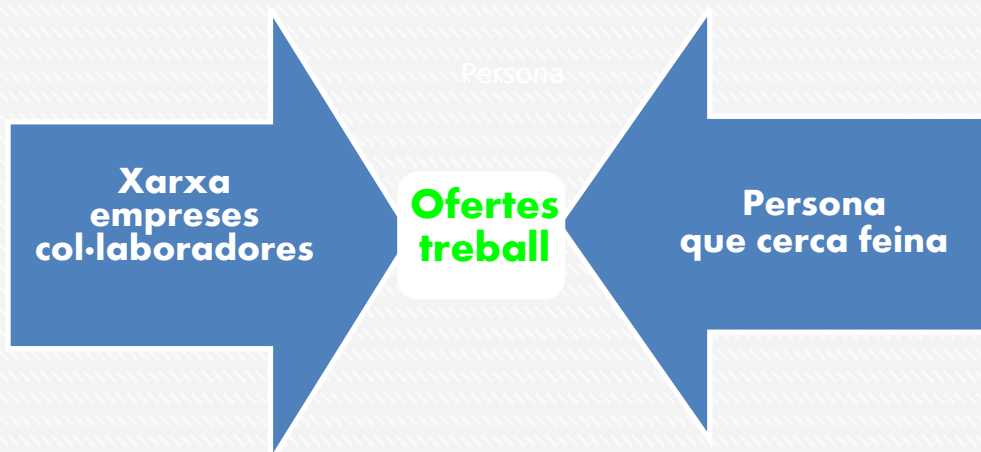 Persona
Xarxa
empreses
col·laboradores
Ofertes
treball
Persona
que cerca feina